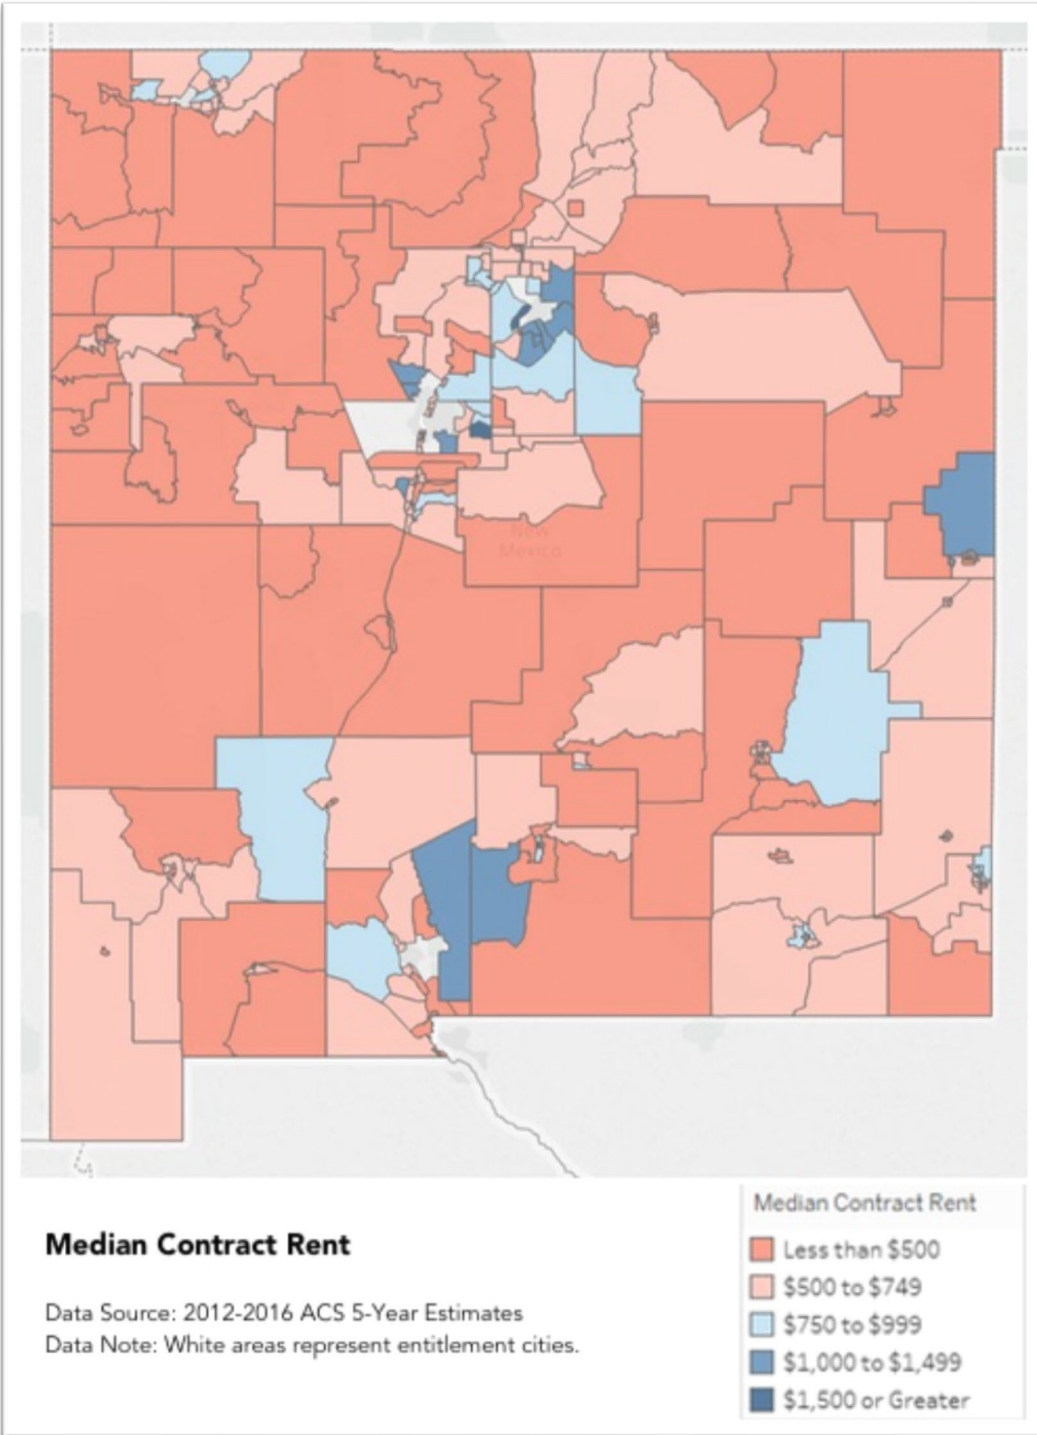 New
Mexico
Median Contract Rent
Data Source: 2012-2016 ACS 5-Year Estimates
Data Note: White areas represent entitlement cities.
Median Contract Rent
Less than $500
$500 to $749
$750 to $999
$1,000 to $1,499
$1,500 or Greater